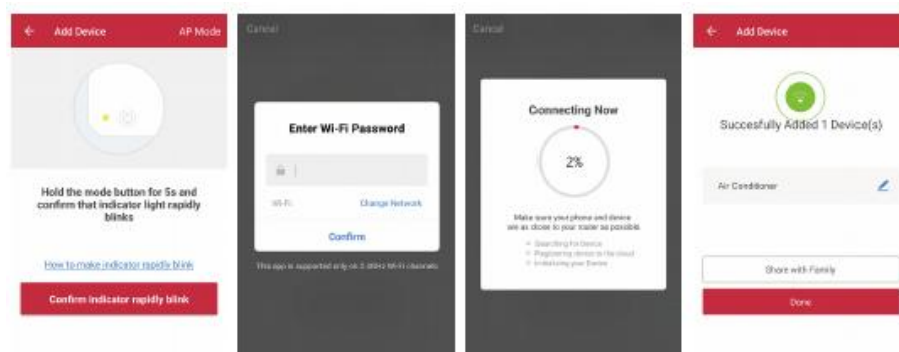 Add Device
AP Mode
Hold the mode button for 5s and
confirm that indicator light rapidly
blinks
How to make indicator rapidly blink
Confirm indicator rapidly blink
Cancel
Enter Wi-Fi Password
Wi-Fi
Change Network
Confirm
This app is supported only on 2.4GHz Wi-Fi channels
Cancel
Connecting Now
2%
Make sure your phone and device
are as close to your router as possible
Searching for Device
Registering device to the cloud
Initializing your Device
Add Device
Succesfully Added 1 Device(s)
Air Conditioner
Share with Family
Done